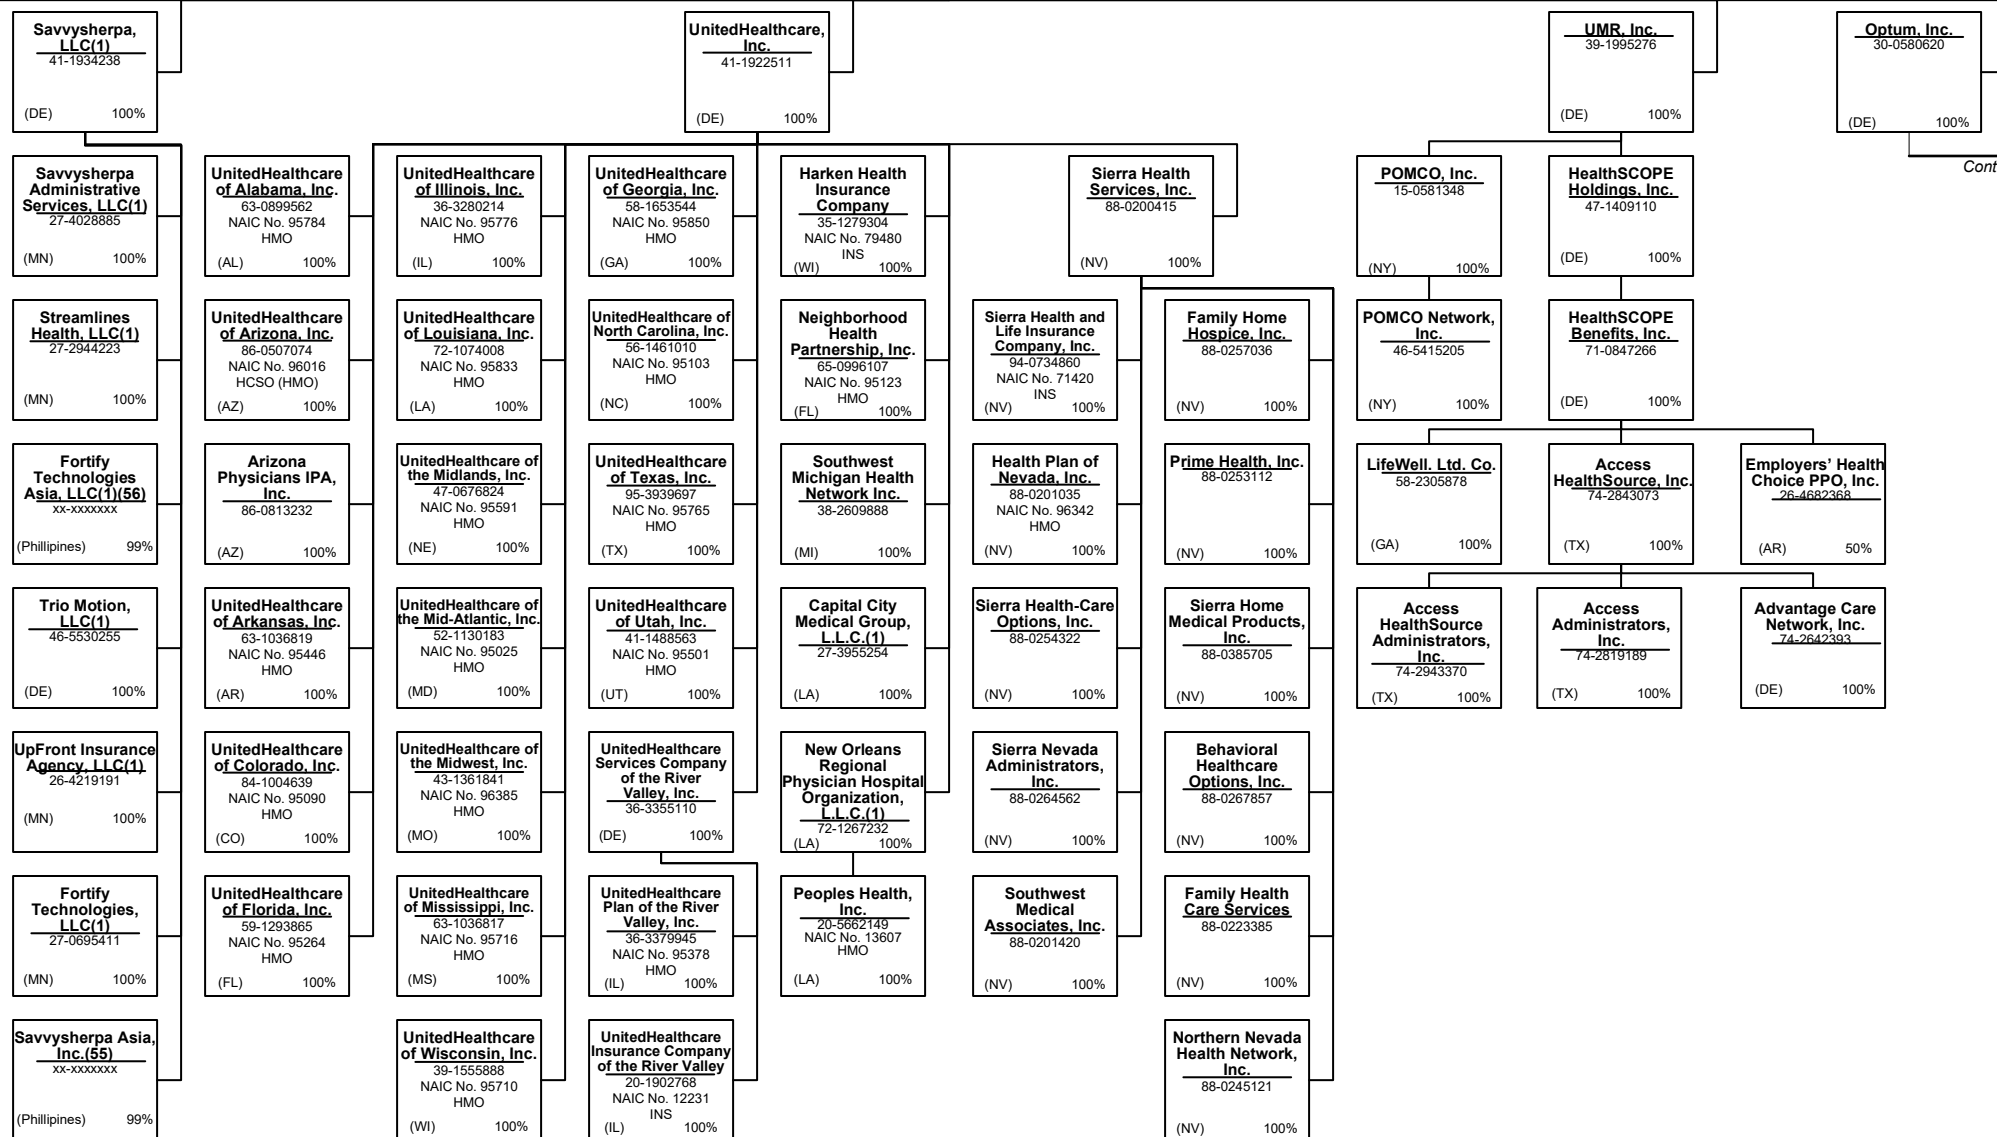 Savvysherpa,
LLC(1)
41-1934238
(DE) 100%
UnitedHealthcare,
Inc.
41-1922511
(DE) 100%
UMR, Inc.
39-1995276
(DE) 100%
Optum, Inc.
30-0580620
(DE) 100%
Cont
Savvysherpa
Administrative
Services, LLC(1)
27-4028885
(MN) 100%
UnitedHealthcare
of Alabama, Inc.
63-0899562
NAIC No. 95784
HMO
(AL) 100%
UnitedHealthcare
of Illinois, Inc.
36-3280214
NAIC No. 95776
HMO
(IL) 100%
UnitedHealthcare
of Georgia, Inc.
58-1653544
NAIC No. 95850
HMO
(GA) 100%
Harken Health
Insurance
Company
35-1279304
NAIC No. 79480
INS
(WI) 100%
Sierra Health
Services, Inc.
88-0200415
(NV) 100%
POMCO, Inc.
15-0581348
(NY) 100%
HealthSCOPE
Holdings, Inc.
47-1409110
(DE) 100%
Streamlines
Health, LLC(1)
27-2944223
(MN) 100%
UnitedHealthcare
of Arizona, Inc.
86-0507074
NAIC No. 96016
HCSO (HMO)
(AZ) 100%
UnitedHealthcare
of Louisiana, Inc.
72-1074008
NAIC No. 95833
HMO
(LA) 100%
UnitedHealthcare of
North Carolina, Inc.
56-1461010
NAIC No. 95103
HMO
(NC) 100%
Neighborhood
Health
Partnership, Inc.
65-0996107
NAIC No. 95123
HMO
(FL) 100%
Sierra Health and
Life Insurance
Company, Inc.
94-0734860
NAIC No. 71420
INS
(NV) 100%
Family Home
Hospice, Inc.
88-0257036
(NV) 100%
POMCO Network,
Inc.
46-5415205
(NY) 100%
HealthSCOPE
Benefits, Inc.
71-0847266
(DE) 100%
Fortify
Technologies
Asia, LLC(1)(56)
xx-xxxxxxx
(Phillipines) 99%
Arizona
Physicians IPA,
Inc.
86-0813232
(AZ) 100%
UnitedHealthcare of
the Midlands, Inc.
47-0676824
NAIC No. 95591
HMO
(NE) 100%
UnitedHealthcare
of Texas, Inc.
95-3939697
NAIC No. 95765
HMO
(TX) 100%
Southwest
Michigan Health
Network Inc.
38-2609888
(MI) 100%
Health Plan of
Nevada, Inc.
88-0201035
NAIC No. 96342
HMO
(NV) 100%
Prime Health, Inc.
88-0253112
(NV) 100%
LifeWell. Ltd. Co.
58-2305878
(GA) 100%
Access
HealthSource, Inc.
74-2843073
(TX) 100%
Employers’ Health
Choice PPO, Inc.
26-4682368
(AR) 50%
Trio Motion,
LLC(1)
46-5530255
(DE) 100%
UnitedHealthcare
of Arkansas, Inc.
63-1036819
NAIC No. 95446
HMO
(AR) 100%
UnitedHealthcare of
the Mid-Atlantic, Inc.
52-1130183
NAIC No. 95025
HMO
(MD) 100%
UnitedHealthcare
of Utah, Inc.
41-1488563
NAIC No. 95501
HMO
(UT) 100%
Capital City
Medical Group,
L.L.C.(1)
27-3955254
(LA) 100%
Sierra Health-Care
Options, Inc.
88-0254322
(NV) 100%
Sierra Home
Medical Products,
Inc.
88-0385705
(NV) 100%
Access
HealthSource
Administrators,
Inc.
74-2943370
(TX) 100%
Access
Administrators,
Inc.
74-2819189
(TX) 100%
Advantage Care
Network, Inc.
74-2642393
(DE) 100%
UpFront Insurance
Agency, LLC(1)
26-4219191
(MN) 100%
UnitedHealthcare
of Colorado, Inc.
84-1004639
NAIC No. 95090
HMO
(CO) 100%
UnitedHealthcare of
the Midwest, Inc.
43-1361841
NAIC No. 96385
HMO
(MO) 100%
UnitedHealthcare
Services Company
of the River
Valley, Inc.
36-3355110
(DE) 100%
New Orleans
Regional
Physician Hospital
Organization,
L.L.C.(1)
72-1267232
(LA) 100%
Sierra Nevada
Administrators,
Inc.
88-0264562
(NV) 100%
Behavioral
Healthcare
Options, Inc.
88-0267857
(NV) 100%
Fortify
Technologies,
LLC(1)
27-0695411
(MN) 100%
UnitedHealthcare
of Florida, Inc.
59-1293865
NAIC No. 95264
HMO
(FL) 100%
UnitedHealthcare
of Mississippi, Inc.
63-1036817
NAIC No. 95716
HMO
(MS) 100%
UnitedHealthcare
Plan of the River
Valley, Inc.
36-3379945
NAIC No. 95378
HMO
(IL) 100%
Peoples Health,
Inc.
20-5662149
NAIC No. 13607
HMO
(LA) 100%
Southwest
Medical
Associates, Inc.
88-0201420
(NV) 100%
Family Health
Care Services
88-0223385
(NV) 100%
Savvysherpa Asia,
Inc.(55)
xx-xxxxxxx
(Phillipines) 99%
UnitedHealthcare
of Wisconsin, Inc.
39-1555888
NAIC No. 95710
HMO
(WI) 100%
UnitedHealthcare
Insurance Company
of the River Valley
20-1902768
NAIC No. 12231
INS
(IL) 100%
Northern Nevada
Health Network,
Inc.
88-0245121
(NV) 100%